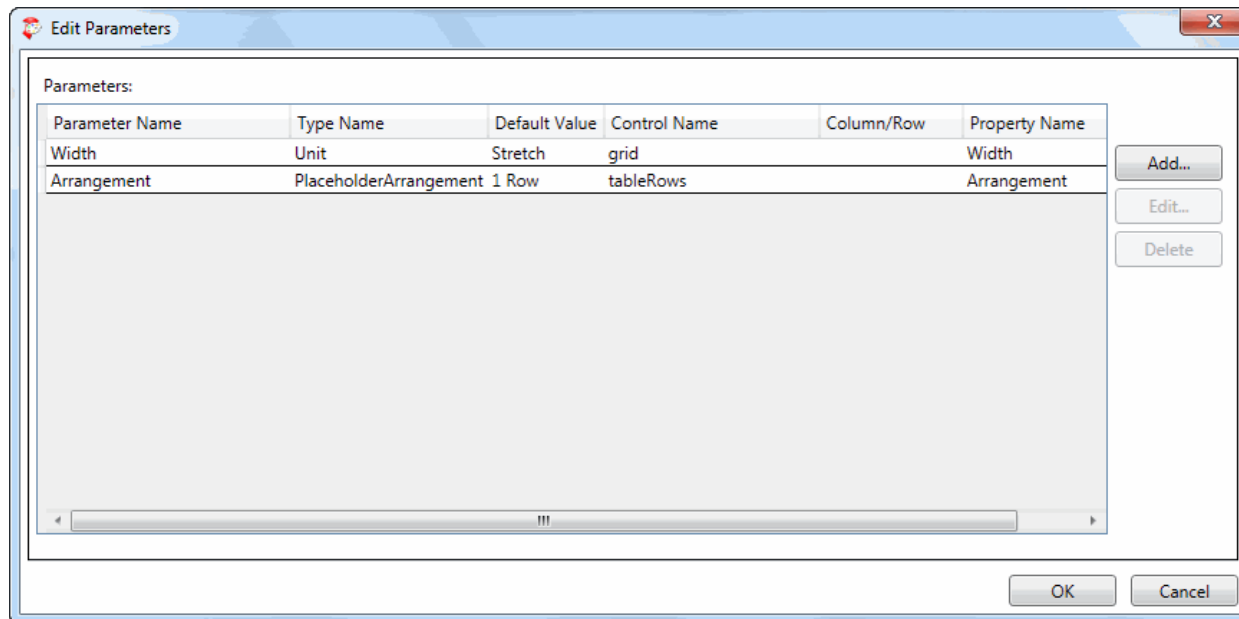 Edit Parameters
Parameters:
Parameter Name Type Name Default Value Control Name Column/Row Property Name
Width Unit Stretch grid Width
Arrangement PlaceholderArrangement 1 Row tableRows Arrangement
Add...
Edit...
Delete
OK Cancel